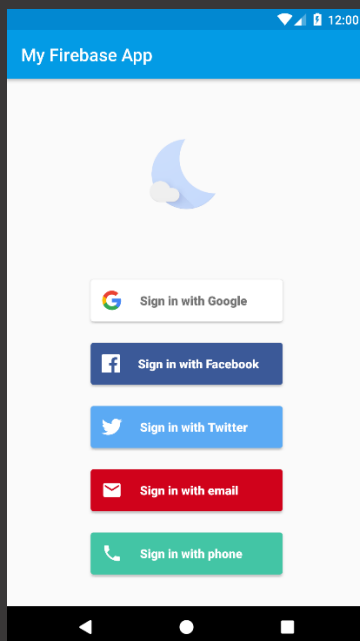 12:00
My Firebase App
Sign in with Google
Sign in with Facebook
Sign in with Twitter
Sign in with email
Sign in with phone